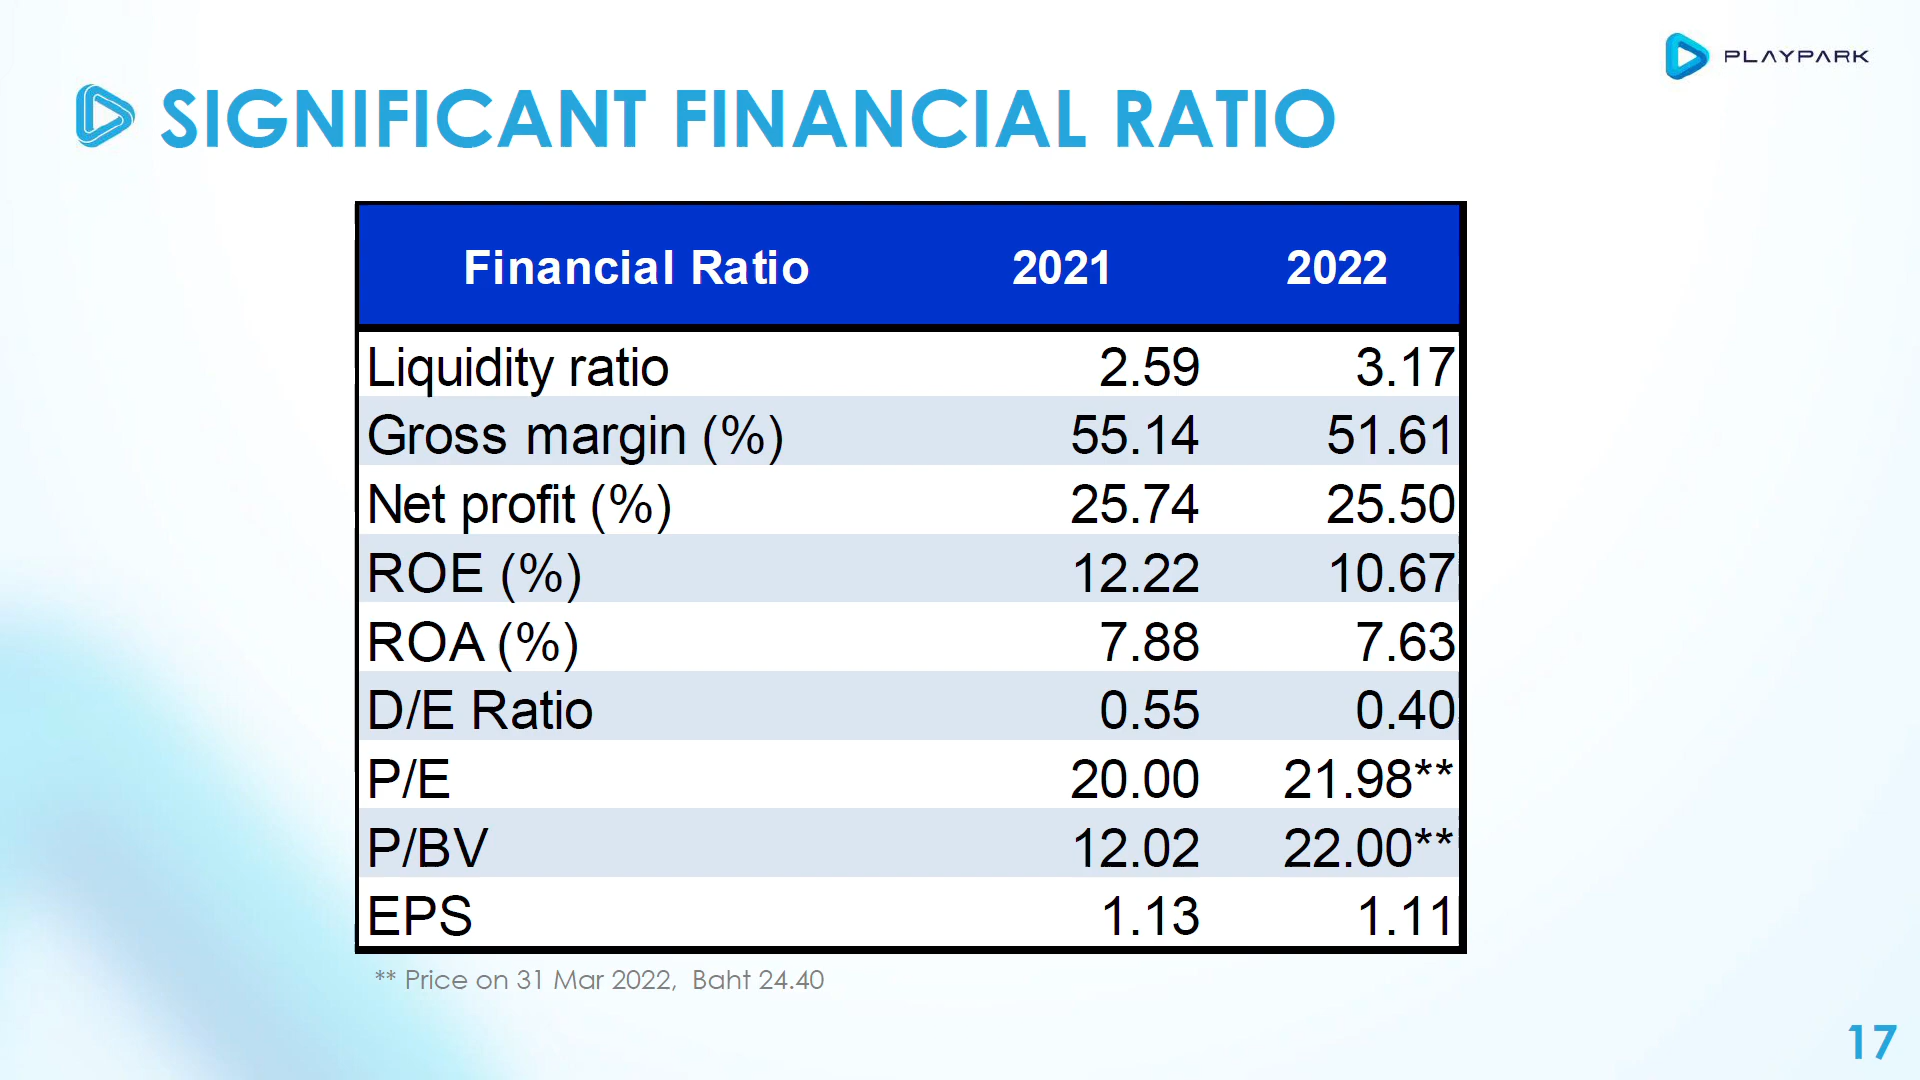 PLAYPARK
SIGNIFICANT FINANCIAL RATIO
Financial Ratio 2021 2022
Liquidity ratio 2.59 3.17
Gross margin (%) 55.14 51.61
Net profit (%) 25.74 25.50
ROE (%) 12.22 10.67
ROA (%) 7.88 7.63
D/E Ratio 0.55 0.40
P/E 20.00 21.98**
P/BV 12.02 22.00**
EPS 1.13 1.11
** Price on 31 Mar 2022, Baht 24.40
17